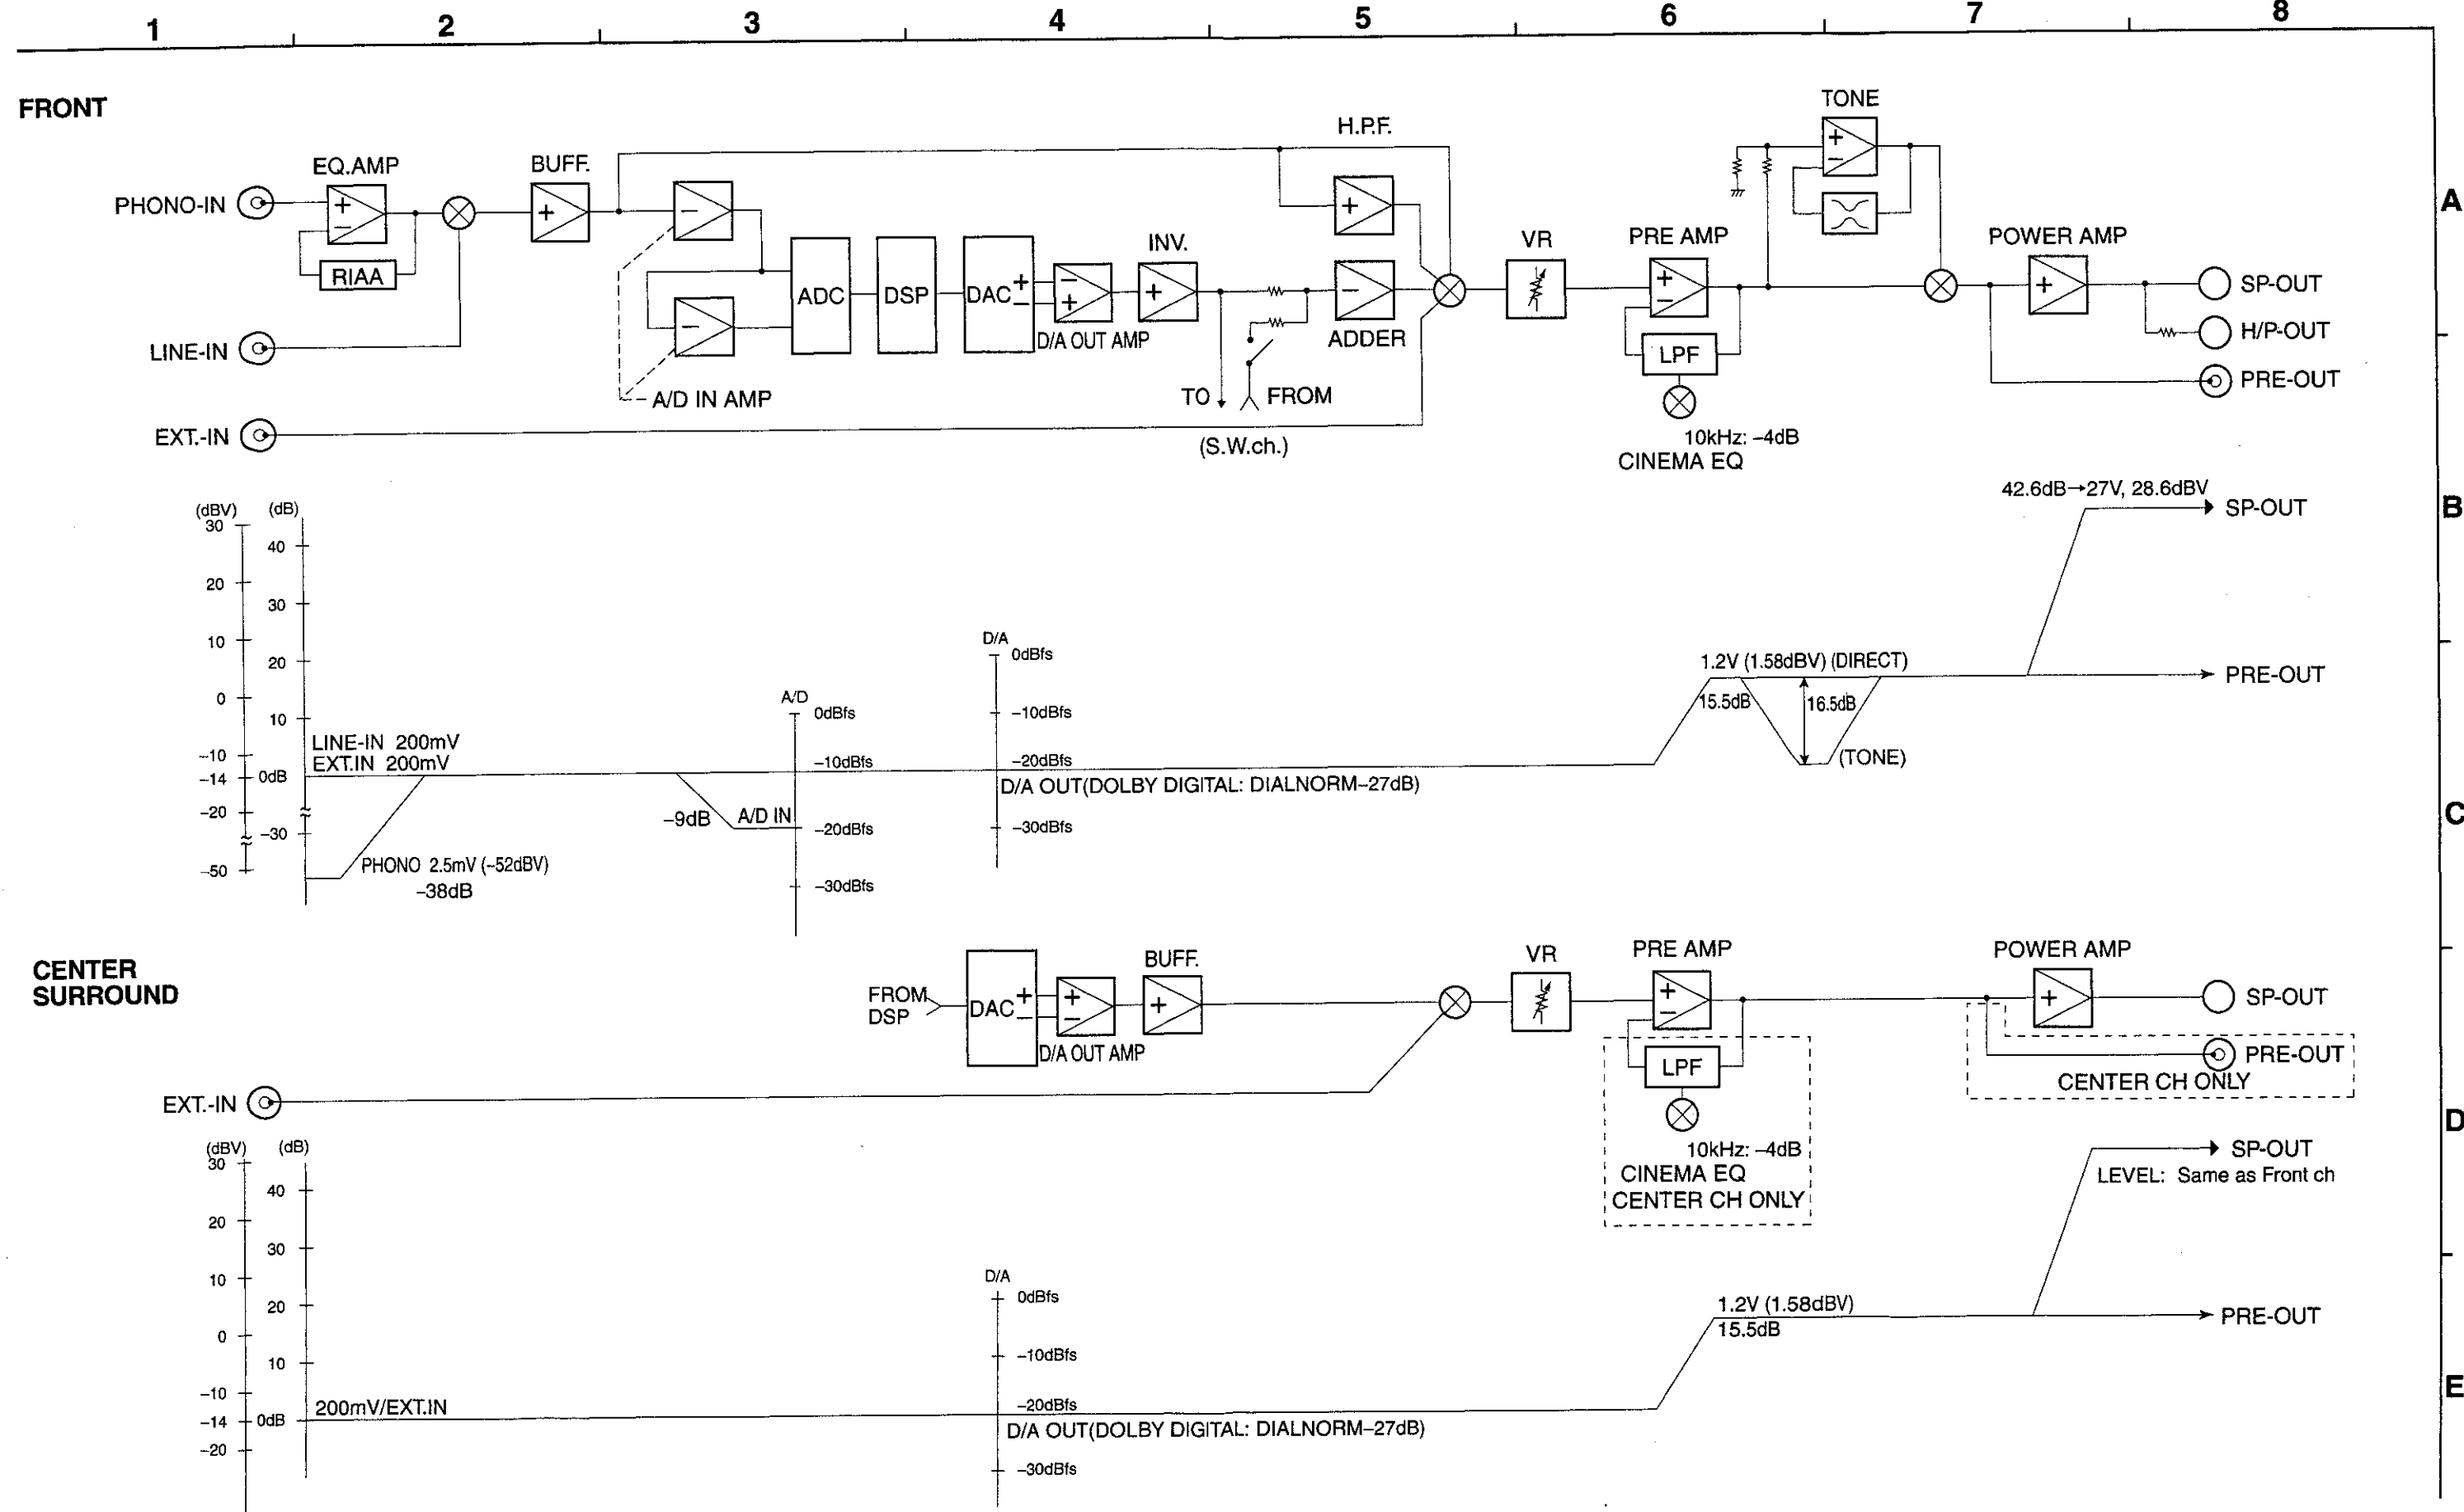 1 2 3 4 5 6 7 8
FRONT
TONE
H.P.F.
EQ.AMP
BUFF.
PHONO-IN
+
−
+
−
+
+
−
A
RIAA
INV.
VR
PRE AMP
POWER AMP
ADC
DSP
DAC
+
−
−
+
+
−
+
−
+
SP-OUT
LINE-IN
−
D/A OUT AMP
ADDER
LPF
H/P-OUT
A/D IN AMP
TO
FROM
PRE-OUT
EXT.-IN
(S.W.ch.)
10kHz: −4dB
CINEMA EQ
42.6dB→27V, 28.6dBV
SP-OUT
B
(dBV) (dB)
30
40
20
30
10
20
0
10
−10
−14 0dB
−20
−30
−50
LINE-IN 200mV
EXT.IN 200mV
PHONO 2.5mV (−52dBV)
−38dB
−9dB
A/D IN
A/D
0dBfs
−10dBfs
−20dBfs
−30dBfs
D/A
0dBfs
−10dBfs
−20dBfs
D/A OUT(DOLBY DIGITAL: DIALNORM−27dB)
−30dBfs
1.2V (1.58dBV) (DIRECT)
15.5dB
16.5dB
(TONE)
PRE-OUT
C
CENTER
SURROUND
FROM
DSP
DAC
+
−
+
−
D/A OUT AMP
BUFF.
+
VR
PRE AMP
+
−
LPF
10kHz: −4dB
CINEMA EQ
CENTER CH ONLY
POWER AMP
+
SP-OUT
PRE-OUT
CENTER CH ONLY
EXT.-IN
D
(dBV) (dB)
30
40
20
30
10
20
0
10
−10
−14 0dB
−20
200mV/EXT.IN
D/A
0dBfs
−10dBfs
−20dBfs
D/A OUT(DOLBY DIGITAL: DIALNORM−27dB)
−30dBfs
1.2V (1.58dBV)
15.5dB
SP-OUT
LEVEL: Same as Front ch
PRE-OUT
E